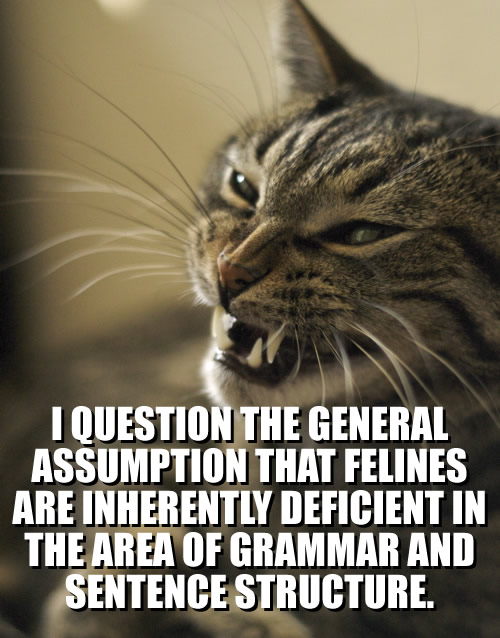 I QUESTION THE GENERAL
ASSUMPTION THAT FELINES
ARE INHERENTLY DEFICIENT IN
THE AREA OF GRAMMAR AND
SENTENCE STRUCTURE.